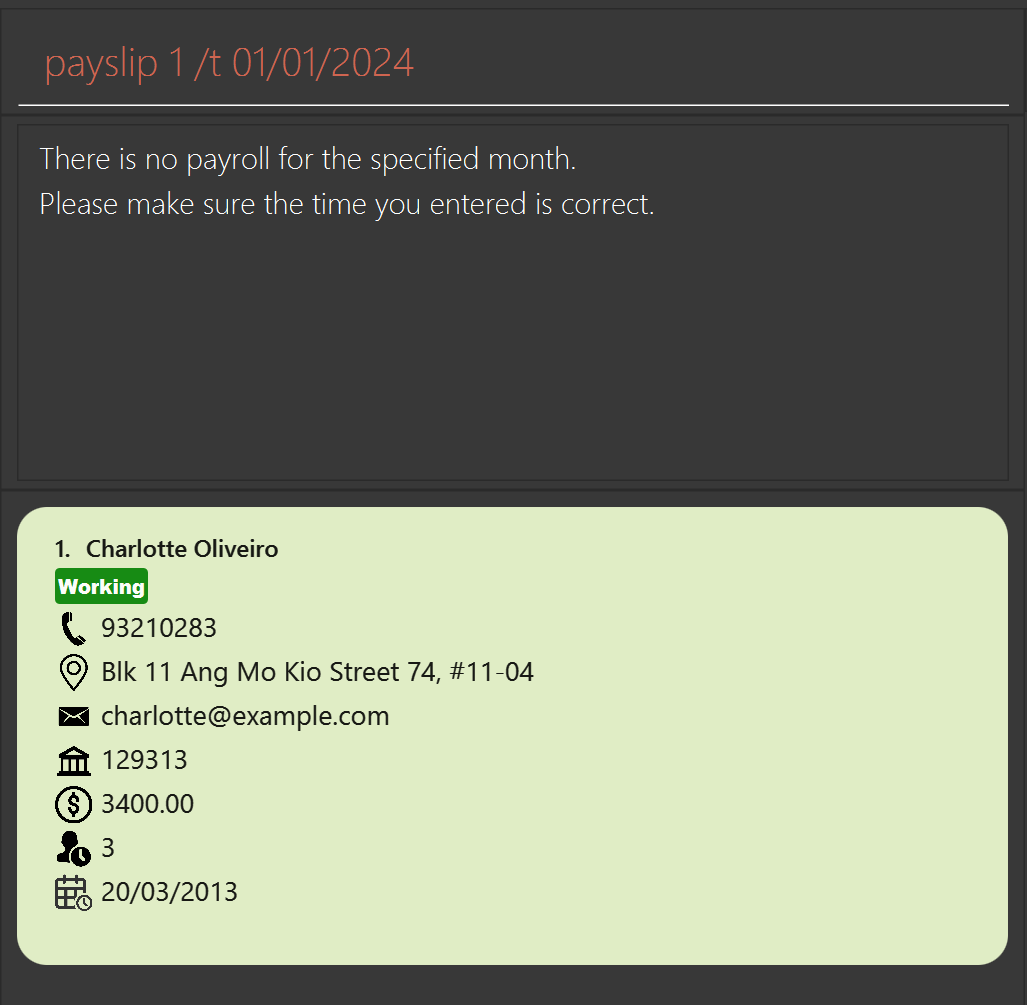 payslip 1 /t 01/01/2024
There is no payroll for the specified month.
Please make sure the time you entered is correct.
1. Charlotte Oliveiro
Working
93210283
Blk 11 Ang Mo Kio Street 74, #11-04
charlotte@example.com
129313
3400.00
3
20/03/2013